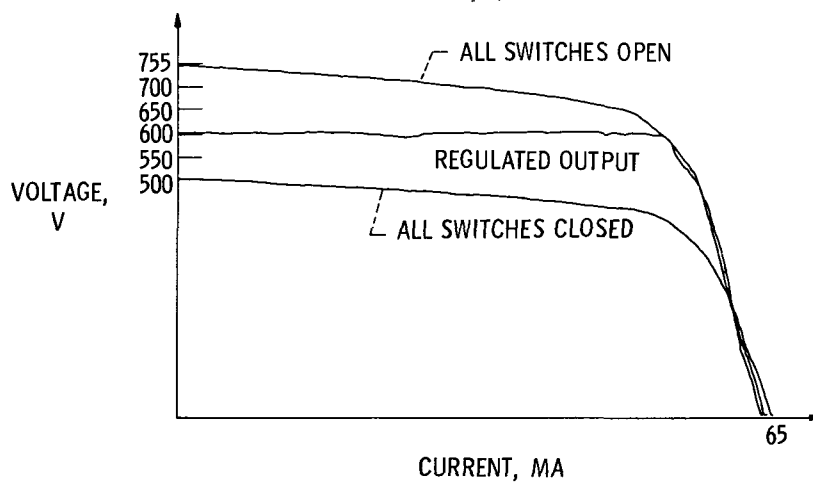 ALL SWITCHES OPEN
755
700
650
600
550
500
REGULATED OUTPUT
VOLTAGE,
V
ALL SWITCHES CLOSED
65
CURRENT, MA